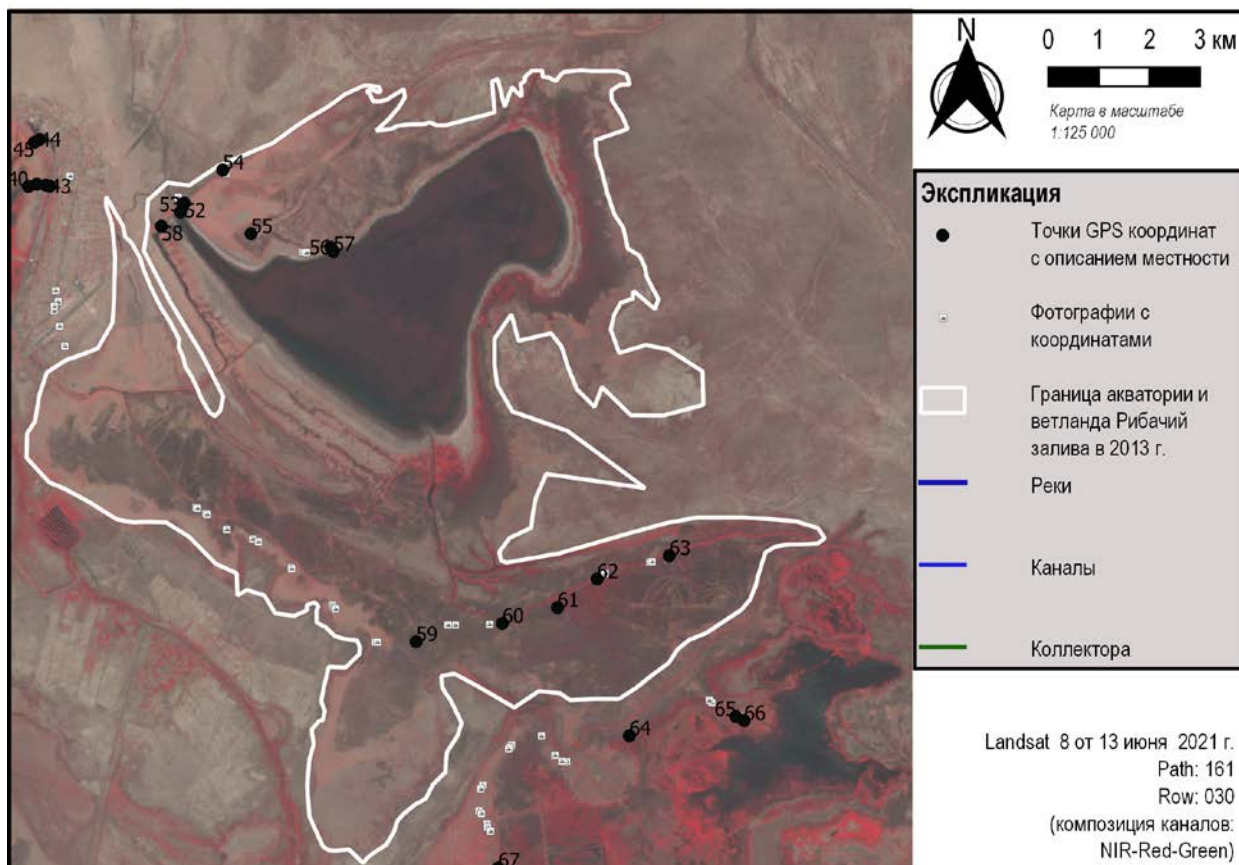 N
0 1 2 3 км
Карта в масштабе
1:125 000
Экспликация
Точки GPS координат
с описанием местности
Фотографии с
координатами
Граница акватории и
ветланда Рибачий
залива в 2013 г.
Реки
Каналы
Коллектора
Landsat 8 от 13 июня 2021 г.
Path: 161
Row: 030
(композиция каналов:
NIR-Red-Green)
44
45
40
43
54
53
52
58
55
56
57
63
62
61
60
59
65
66
64
67